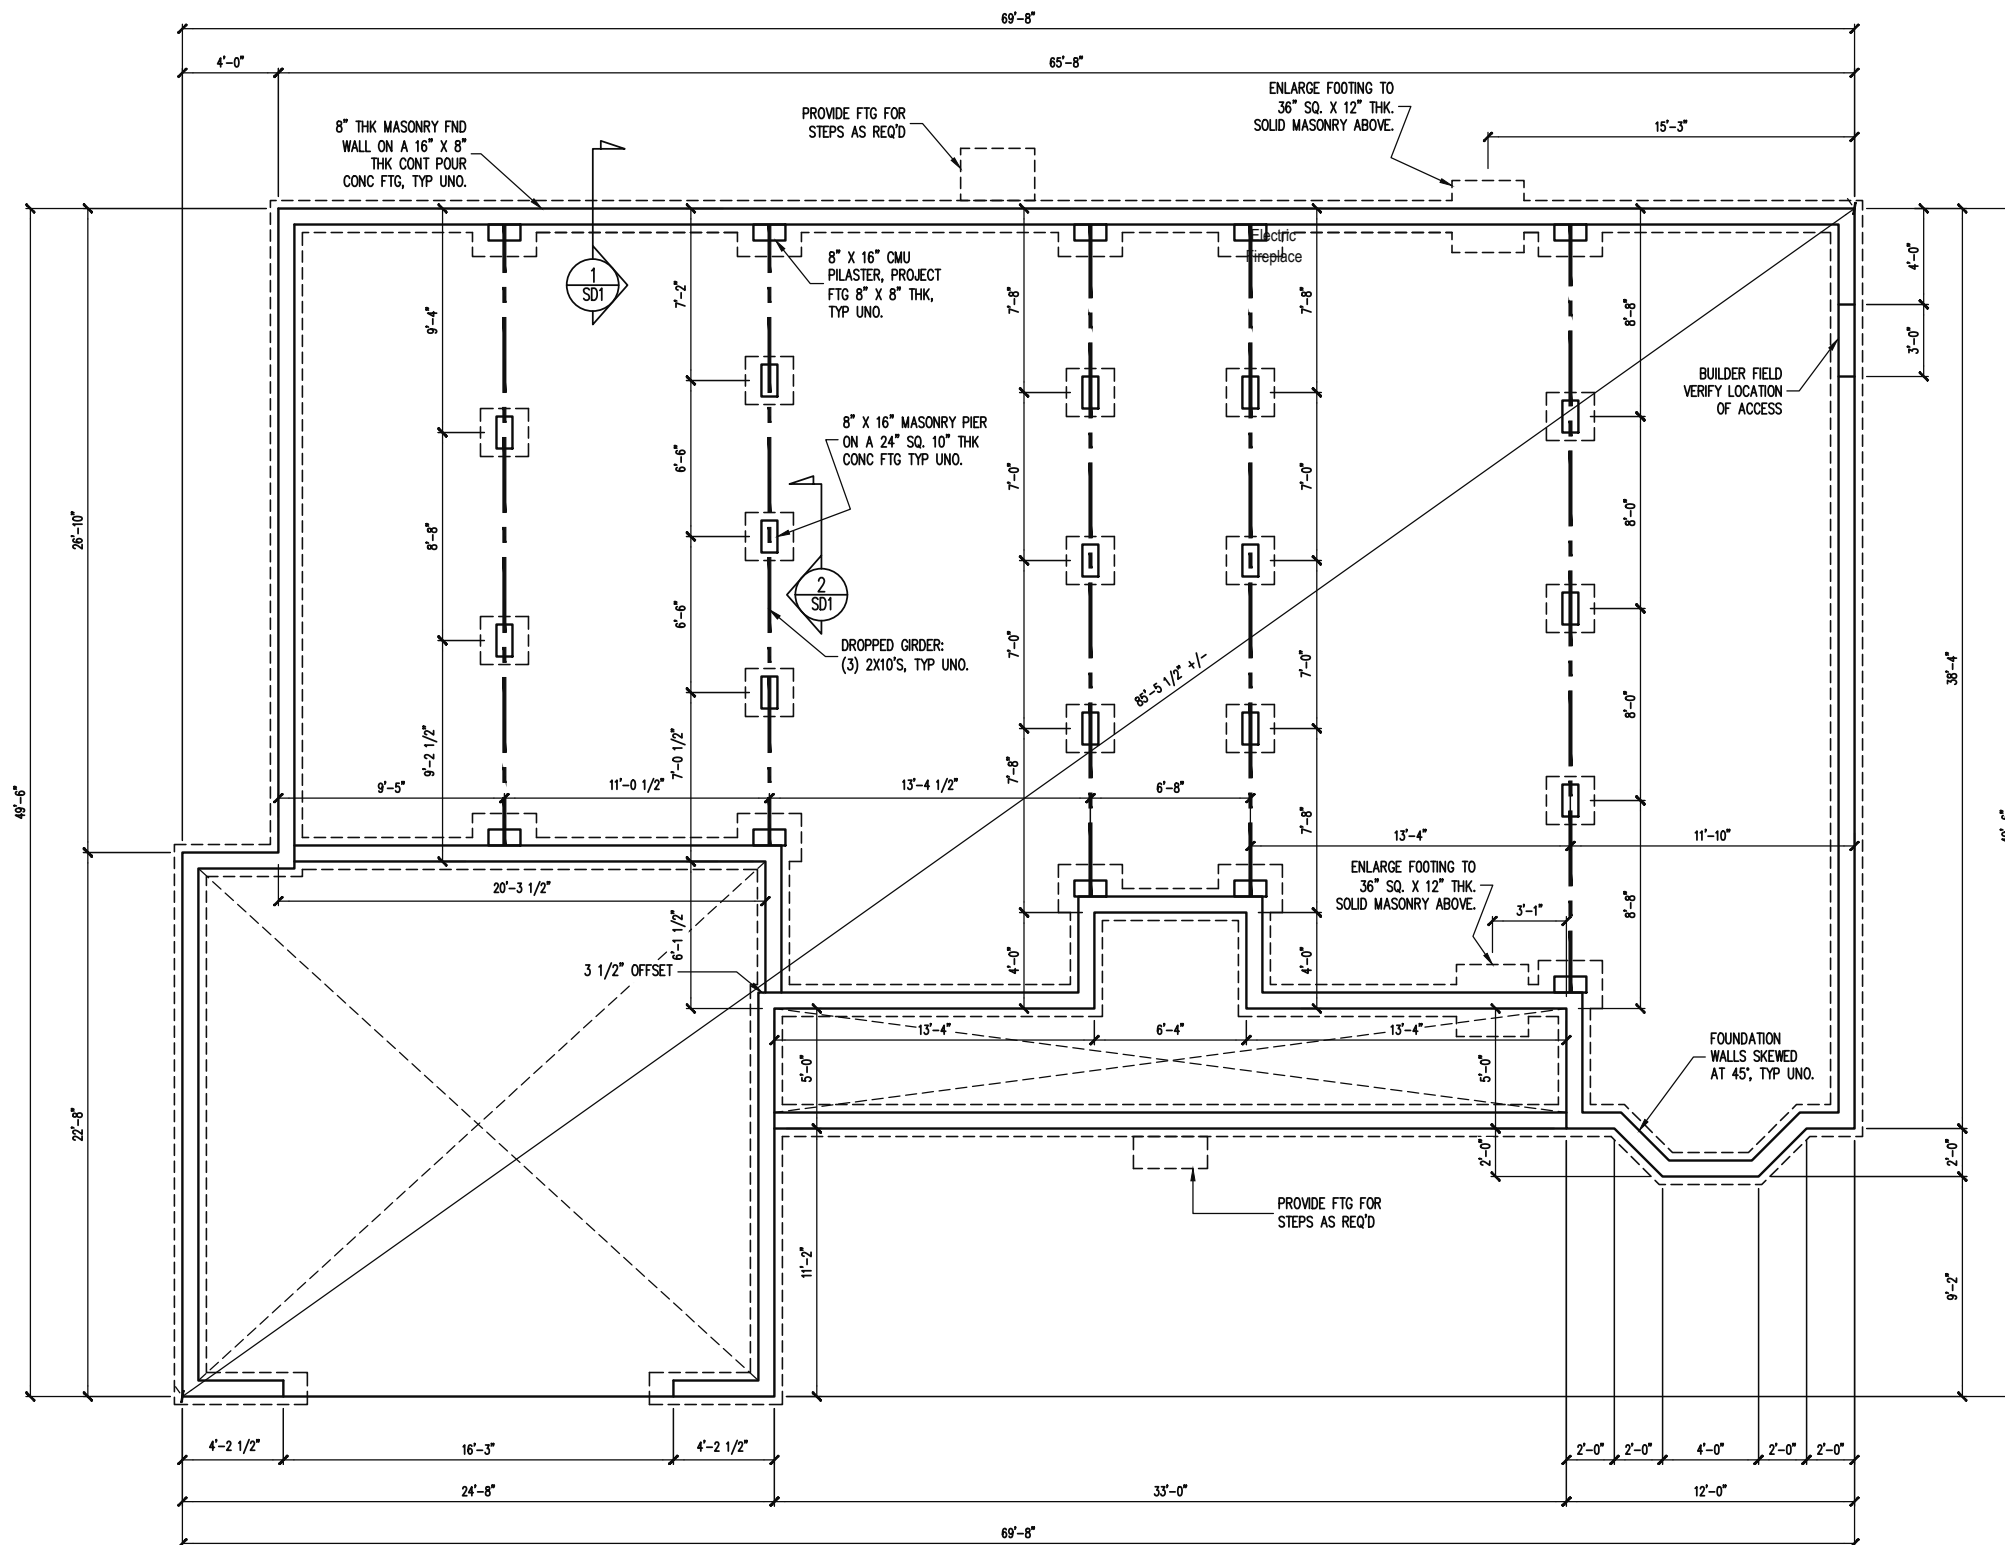 69'-8"
4'-0"
65'-8"
ENLARGE FOOTING TO
36" SQ. X 12" THK.
SOLID MASONRY ABOVE.
PROVIDE FTG FOR
STEPS AS REQ'D
15'-3"
8" THK MASONRY FND
WALL ON A 16" X 8"
THK CONT POUR
CONC FTG, TYP UNO.
1
SD1
8" X 16" CMU
PILASTER, PROJECT
FTG 8" X 8" THK,
TYP UNO.
Electric
Fireplace
9'-4"
7'-2"
7'-8"
7'-8"
8'-8"
4'-0"
3'-0"
BUILDER FIELD
VERIFY LOCATION
OF ACCESS
8" X 16" MASONRY PIER
ON A 24" SQ. 10" THK
CONC FTG TYP UNO.
26'-10"
8'-8"
6'-6"
7'-0"
7'-0"
8'-0"
2
SD1
DROPPED GIRDER:
(3) 2X10'S, TYP UNO.
6'-6"
7'-0"
7'-0"
8'-0"
85'-5 1/2" +/-
38'-4"
49'-6"
9'-2 1/2"
7'-0 1/2"
7'-8"
7'-8"
9'-5"
11'-0 1/2"
13'-4 1/2"
6'-8"
13'-4"
11'-10"
ENLARGE FOOTING TO
36" SQ. X 12" THK.
SOLID MASONRY ABOVE.
20'-3 1/2"
3'-1"
8'-8"
6'-1 1/2"
4'-0"
4'-0"
3 1/2" OFFSET
13'-4"
6'-4"
13'-4"
5'-0"
5'-0"
FOUNDATION
WALLS SKEWED
AT 45°, TYP UNO.
22'-8"
2'-0"
2'-0"
PROVIDE FTG FOR
STEPS AS REQ'D
11'-2"
9'-2"
4'-2 1/2"
16'-3"
4'-2 1/2"
2'-0"
2'-0"
4'-0"
2'-0"
2'-0"
24'-8"
33'-0"
12'-0"
69'-8"